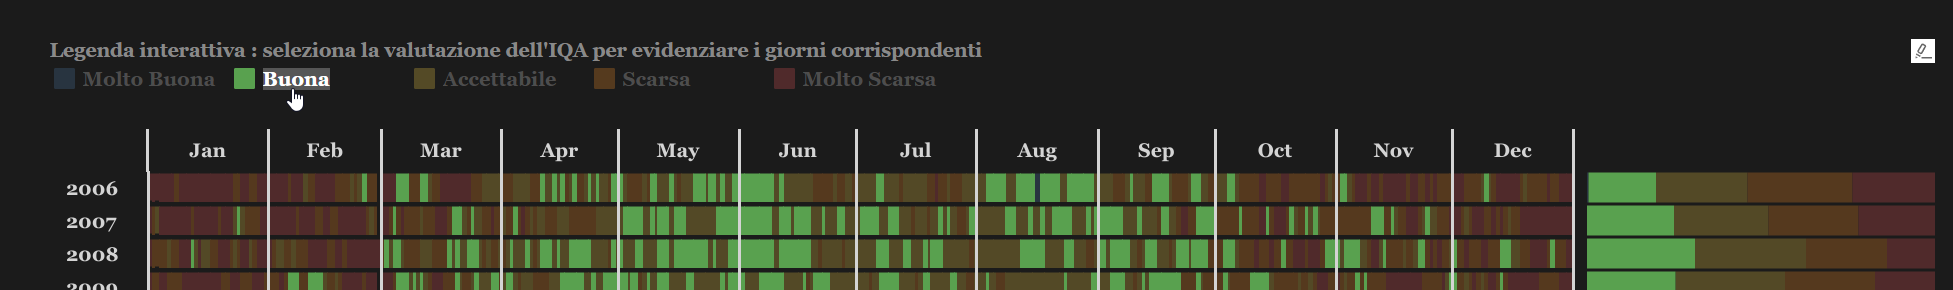 Legenda interattiva : seleziona la valutazione dell'IQA per evidenziare i giorni corrispondenti
Molto Buona Buona Accettabile Scarsa Molto Scarsa
Jan Feb Mar Apr May Jun Jul Aug Sep Oct Nov Dec
2006
2007
2008
2009